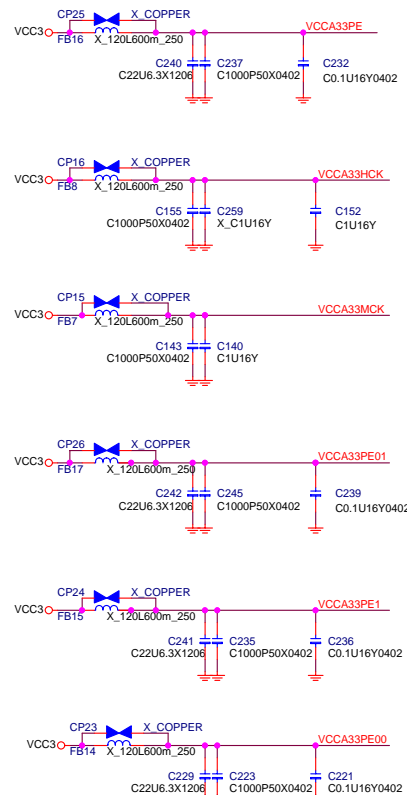 CP25 X_COPPER
VCC3 VCCA33PE
FB16 X_120L600m_250
C240 C237 C232
C22U6.3X1206 C1000P50X0402 C0.1U16Y0402
CP16 X_COPPER
VCC3 VCCA33HCK
FB8 X_120L600m_250
C155 C259 C152
C1000P50X0402 X_C1U16Y C1U16Y
CP15 X_COPPER
VCC3 VCCA33MCK
FB7 X_120L600m_250
C143 C140
C1000P50X0402 C1U16Y
CP26 X_COPPER
VCC3 VCCA33PE01
FB17 X_120L600m_250
C242 C245 C239
C22U6.3X1206 C1000P50X0402 C0.1U16Y0402
CP24 X_COPPER
VCC3 VCCA33PE1
FB15 X_120L600m_250
C241 C235 C236
C22U6.3X1206 C1000P50X0402 C0.1U16Y0402
CP23 X_COPPER
VCC3 VCCA33PE00
FB14 X_120L600m_250
C229 C223 C221
C22U6.3X1206 C1000P50X0402 C0.1U16Y0402